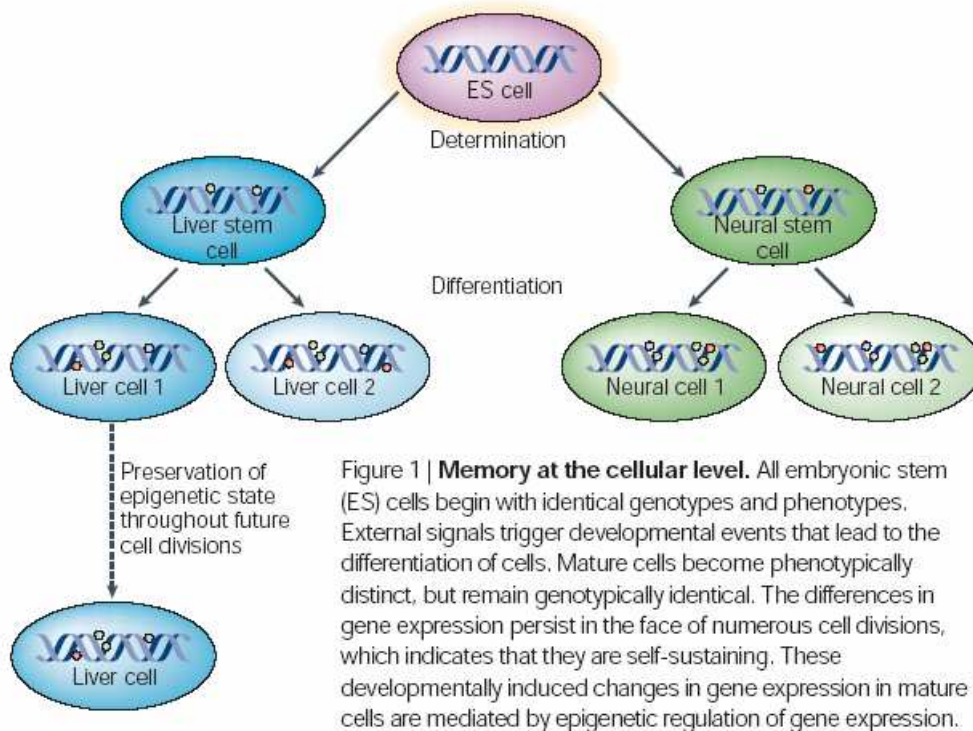 ES cell
Determination
Liver stem
cell
Neural stem
cell
Differentiation
Liver cell 1
Liver cell 2
Neural cell 1
Neural cell 2
Preservation of
epigenetic state
throughout future
cell divisions
Liver cell
Figure 1 | Memory at the cellular level. All embryonic stem
(ES) cells begin with identical genotypes and phenotypes.
External signals trigger developmental events that lead to the
differentiation of cells. Mature cells become phenotypically
distinct, but remain genotypically identical. The differences in
gene expression persist in the face of numerous cell divisions,
which indicates that they are self-sustaining. These
developmentally induced changes in gene expression in mature
cells are mediated by epigenetic regulation of gene expression.